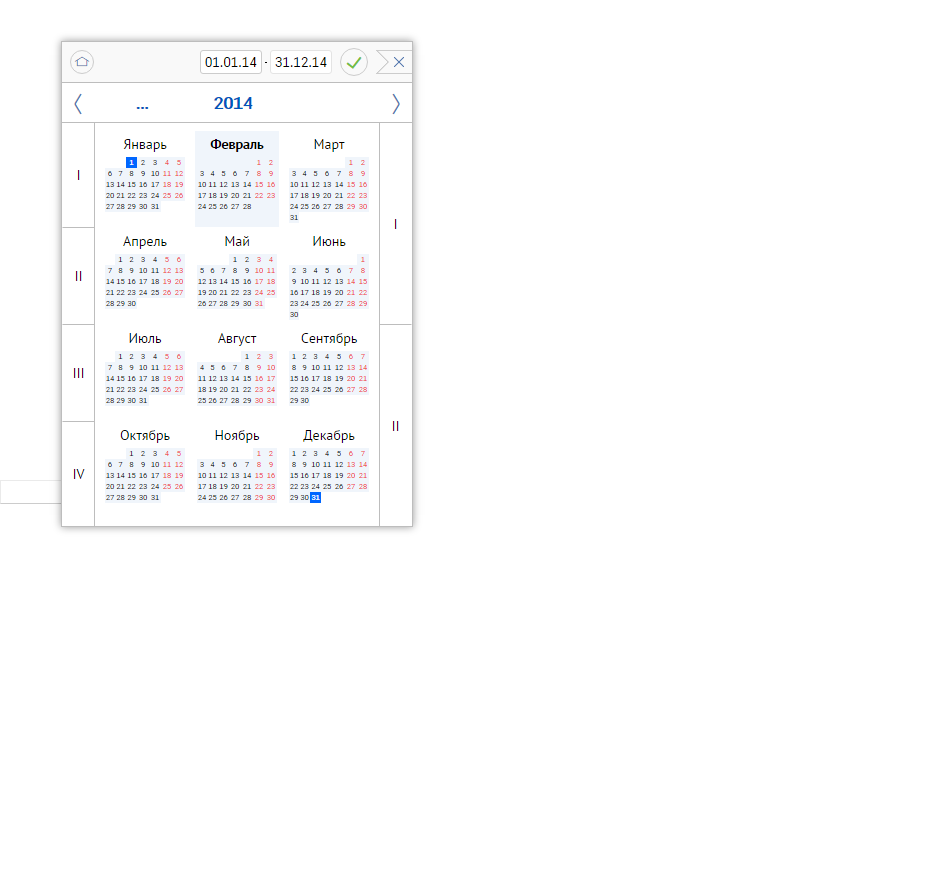 01.01.14 - 31.12.14
... 2014
Январь Февраль Март
1 2 3 4 5 1 2 1 2
I
6 7 8 9 10 11 12 3 4 5 6 7 8 9 3 4 5 6 7 8 9
13 14 15 16 17 18 19 10 11 12 13 14 15 16 10 11 12 13 14 15 16
20 21 22 23 24 25 26 17 18 19 20 21 22 23 17 18 19 20 21 22 23
27 28 29 30 31 24 25 26 27 28 24 25 26 27 28 29 30
31
I
Апрель Май Июнь
1 2 3 4 5 6 1 2 3 4 1
II
7 8 9 10 11 12 13 5 6 7 8 9 10 11 2 3 4 5 6 7 8
14 15 16 17 18 19 20 12 13 14 15 16 17 18 9 10 11 12 13 14 15
21 22 23 24 25 26 27 19 20 21 22 23 24 25 16 17 18 19 20 21 22
28 29 30 26 27 28 29 30 31 23 24 25 26 27 28 29
30
Июль Август Сентябрь
1 2 3 4 5 6 1 2 3 1 2 3 4 5 6 7
III
7 8 9 10 11 12 13 4 5 6 7 8 9 10 8 9 10 11 12 13 14
14 15 16 17 18 19 20 11 12 13 14 15 16 17 15 16 17 18 19 20 21
21 22 23 24 25 26 27 18 19 20 21 22 23 24 22 23 24 25 26 27 28
28 29 30 31 25 26 27 28 29 30 31 29 30
II
Октябрь Ноябрь Декабрь
1 2 3 4 5 1 2 1 2 3 4 5 6 7
IV
6 7 8 9 10 11 12 3 4 5 6 7 8 9 8 9 10 11 12 13 14
13 14 15 16 17 18 19 10 11 12 13 14 15 16 15 16 17 18 19 20 21
20 21 22 23 24 25 26 17 18 19 20 21 22 23 22 23 24 25 26 27 28
27 28 29 30 31 24 25 26 27 28 29 30 29 30 31